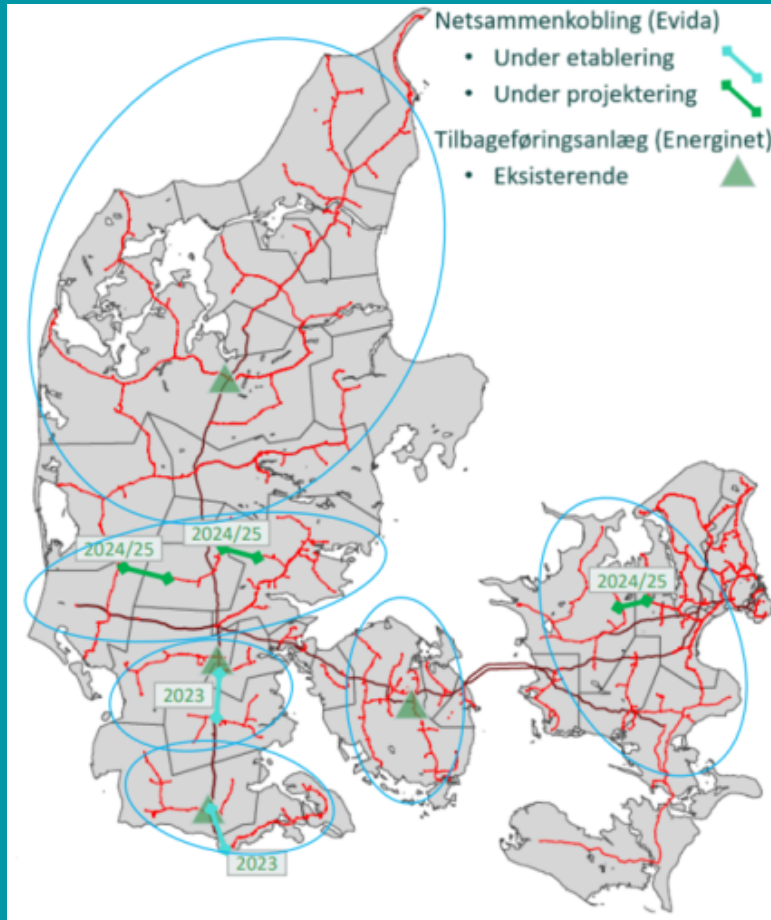 Netsammenkobling (Evida)
• Under etablering
• Under projektering
Tilbageføringsanlæg (Energinet)
• Eksisterende
2024/25
2024/25
2024/25
2023
2023